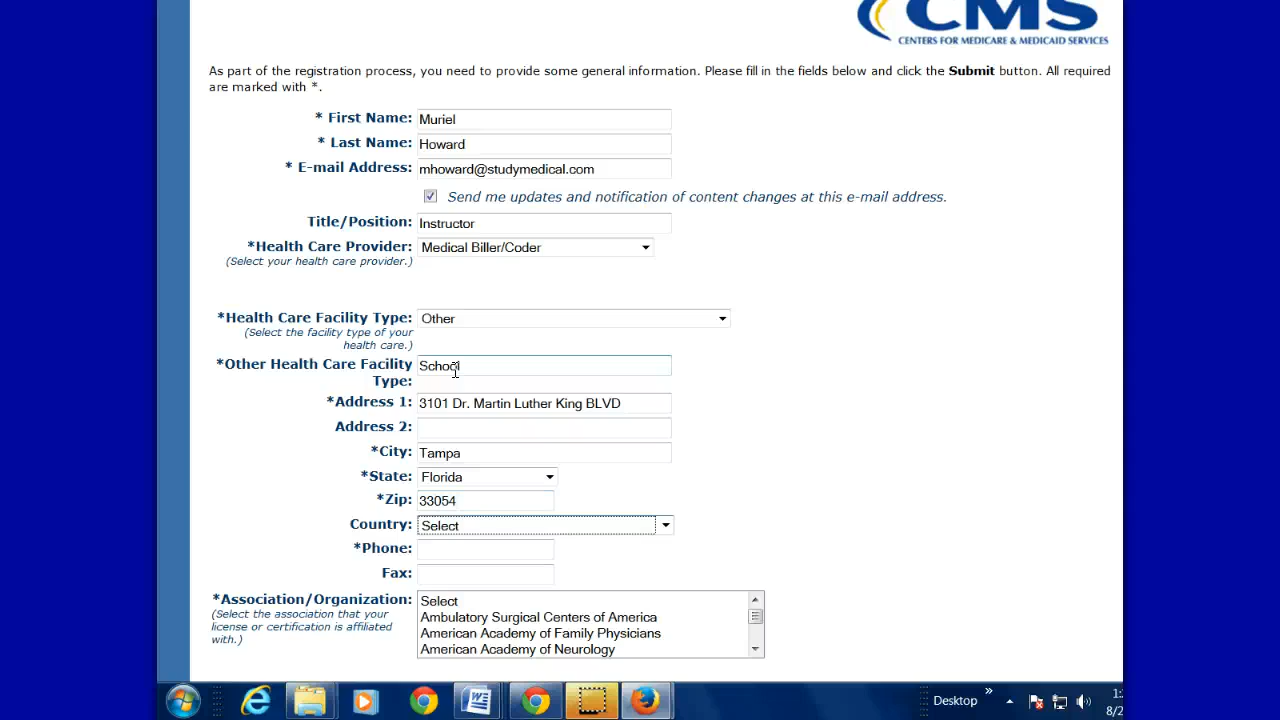 CMS
CENTERS FOR MEDICARE & MEDICAID SERVICES
As part of the registration process, you need to provide some general information. Please fill in the fields below and click the Submit button. All required
are marked with *.
* First Name: Muriel
* Last Name: Howard
* E-mail Address: mhoward@studymedical.com
Send me updates and notification of content changes at this e-mail address.
Title/Position: Instructor
*Health Care Provider: Medical Biller/Coder
(Select your health care provider.)
*Health Care Facility Type: Other
(Select the facility type of your
health care.)
*Other Health Care Facility School
Type:
*Address 1: 3101 Dr. Martin Luther King BLVD
Address 2:
*City: Tampa
*State: Florida
*Zip: 33054
Country: Select
*Phone:
Fax:
*Association/Organization: Select
(Select the association that your Ambulatory Surgical Centers of America
license or certification is affiliated American Academy of Family Physicians
with.) American Academy of Neurology
Desktop